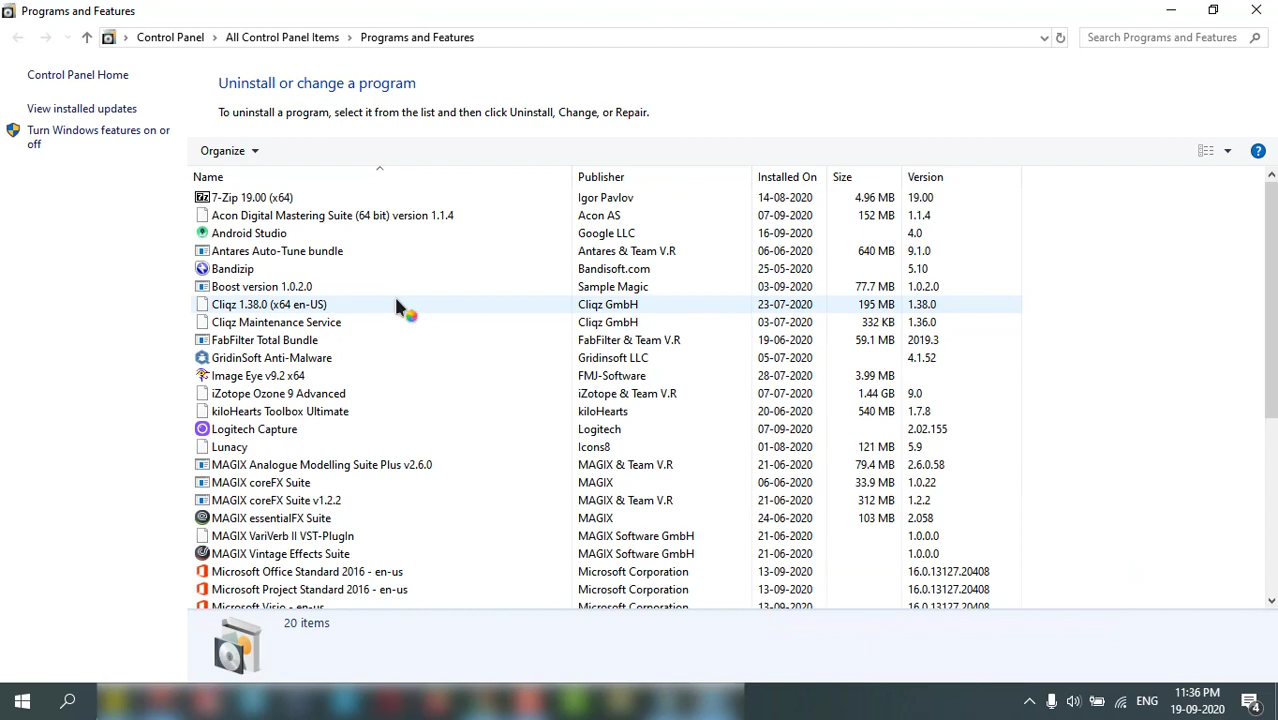 Programs and Features
Control Panel > All Control Panel Items > Programs and Features
Search Programs and Features
Control Panel Home
View installed updates
Turn Windows features on or
off
Uninstall or change a program
To uninstall a program, select it from the list and then click Uninstall, Change, or Repair.
Organize
Name Publisher Installed On Size Version
7-Zip 19.00 (x64) Igor Pavlov 14-08-2020 4.96 MB 19.00
Acon Digital Mastering Suite (64 bit) version 1.1.4 Acon AS 07-09-2020 152 MB 1.1.4
Android Studio Google LLC 16-09-2020 4.0
Antares Auto-Tune bundle Antares & Team V.R 06-06-2020 640 MB 9.1.0
Bandizip Bandisoft.com 25-05-2020 5.10
Boost version 1.0.2.0 Sample Magic 03-09-2020 77.7 MB 1.0.2.0
Cliqz 1.38.0 (x64 en-US) Cliqz GmbH 23-07-2020 195 MB 1.38.0
Cliqz Maintenance Service Cliqz GmbH 03-07-2020 332 KB 1.36.0
FabFilter Total Bundle FabFilter & Team V.R 19-06-2020 59.1 MB 2019.3
GridinSoft Anti-Malware Gridinsoft LLC 05-07-2020 4.1.52
Image Eye v9.2 x64 FMJ-Software 28-07-2020 3.99 MB
iZotope Ozone 9 Advanced iZotope & Team V.R 07-07-2020 1.44 GB 9.0
kiloHearts Toolbox Ultimate kiloHearts 20-06-2020 540 MB 1.7.8
Logitech Capture Logitech 07-09-2020 2.02.155
Lunacy Icons8 01-08-2020 121 MB 5.9
MAGIX Analogue Modelling Suite Plus v2.6.0 MAGIX & Team V.R 21-06-2020 79.4 MB 2.6.0.58
MAGIX coreFX Suite MAGIX 06-06-2020 33.9 MB 1.0.22
MAGIX coreFX Suite v1.2.2 MAGIX & Team V.R 21-06-2020 312 MB 1.2.2
MAGIX essentialFX Suite MAGIX 24-06-2020 103 MB 2.058
MAGIX VariVerb II VST-PlugIn MAGIX Software GmbH 21-06-2020 1.0.0.0
MAGIX Vintage Effects Suite MAGIX Software GmbH 21-06-2020 1.0.0.0
Microsoft Office Standard 2016 - en-us Microsoft Corporation 13-09-2020 16.0.13127.20408
Microsoft Project Standard 2016 - en-us Microsoft Corporation 13-09-2020 16.0.13127.20408
Microsoft Visio - en-us Microsoft Corporation 13-09-2020 16.0.13127.20408
20 items
ENG
11:36 PM
19-09-2020
4